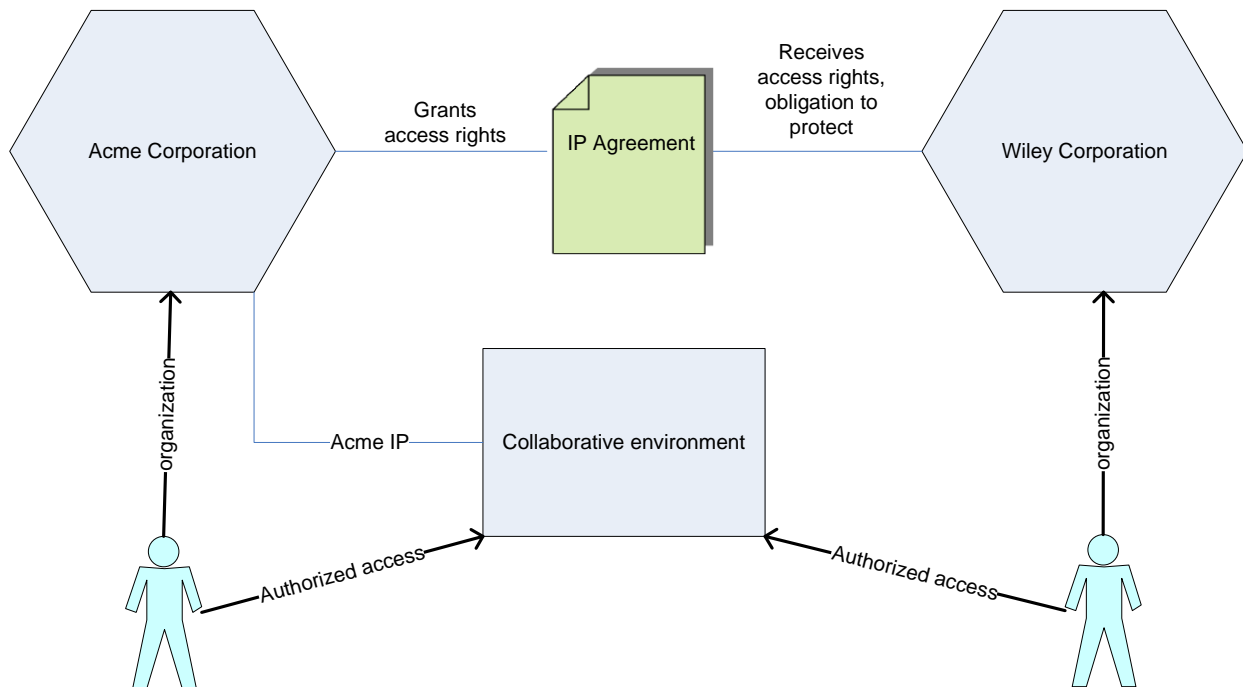 Acme Corporation
Grants
access rights
IP Agreement
Receives
access rights,
obligation to
protect
Wiley Corporation
organization
Acme IP
Collaborative environment
organization
Authorized access
Authorized access